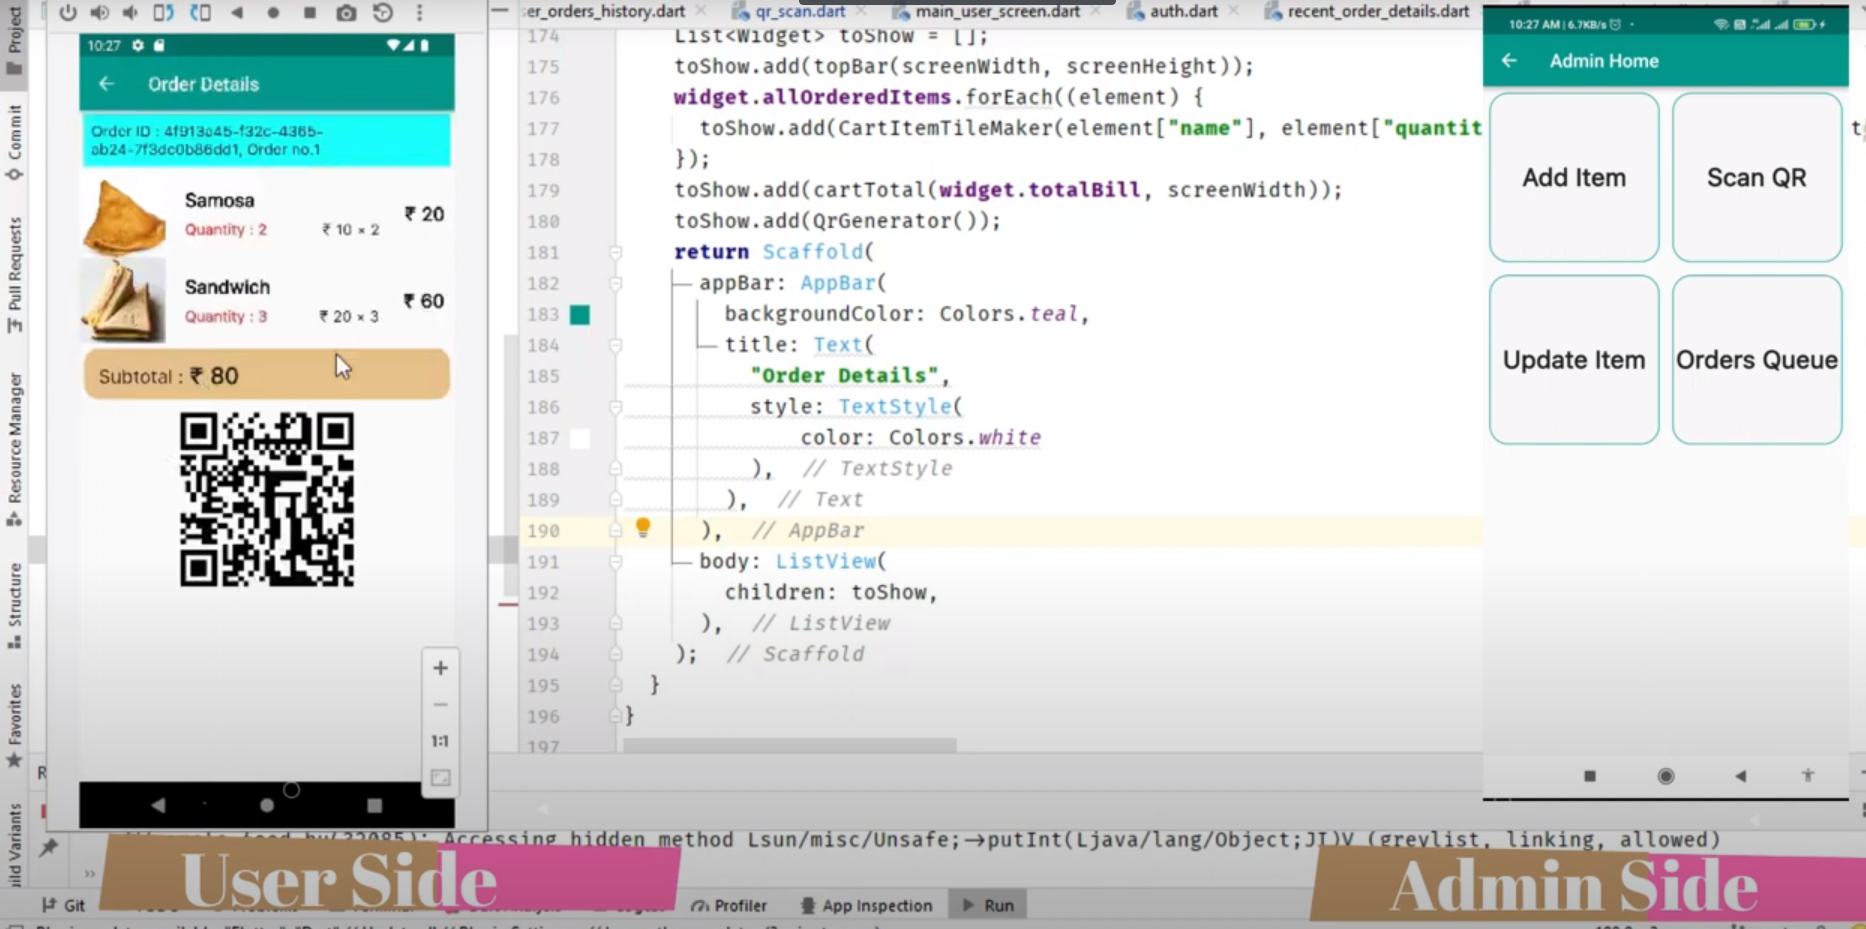 10:27
Order Details
Order ID : 4f913a45-f32c-4365-
ab24-7f3dc0b86dd1, Order no.1
Samosa
₹ 20
Quantity : 2
₹ 10 × 2
Sandwich
₹ 60
Quantity : 3
₹ 20 × 3
Subtotal : ₹ 80
1:1
Project
Commit
Pull Requests
Resource Manager
Structure
Favorites
er_orders_history.dart
qr_scan.dart
main_user_screen.dart
auth.dart
recent_order_details.dart
174 List<Widget> toShow = [];
175 toShow.add(topBar(screenWidth, screenHeight));
176 widget.allOrderedItems.forEach((element) {
177 toShow.add(CartItemTileMaker(element["name"], element["quantit
178 });
179 toShow.add(cartTotal(widget.totalBill, screenWidth));
180 toShow.add(QrGenerator());
181 return Scaffold(
182 appBar: AppBar(
183 backgroundColor: Colors.teal,
184 title: Text(
185 "Order Details",
186 style: TextStyle(
187 color: Colors.white
188 ), // TextStyle
189 ), // Text
190 ), // AppBar
191 body: ListView(
192 children: toShow,
193 ), // ListView
194 ); // Scaffold
195 }
196 }
197
10:27 AM | 6.7KB/s
Admin Home
Add Item
Scan QR
Update Item
Orders Queue
Accessing hidden method Lsun/misc/Unsafe;→putInt(Ljava/lang/Object;JI)V (greylist, linking, allowed)
User Side
Admin Side
Git
Profiler
App Inspection
Run